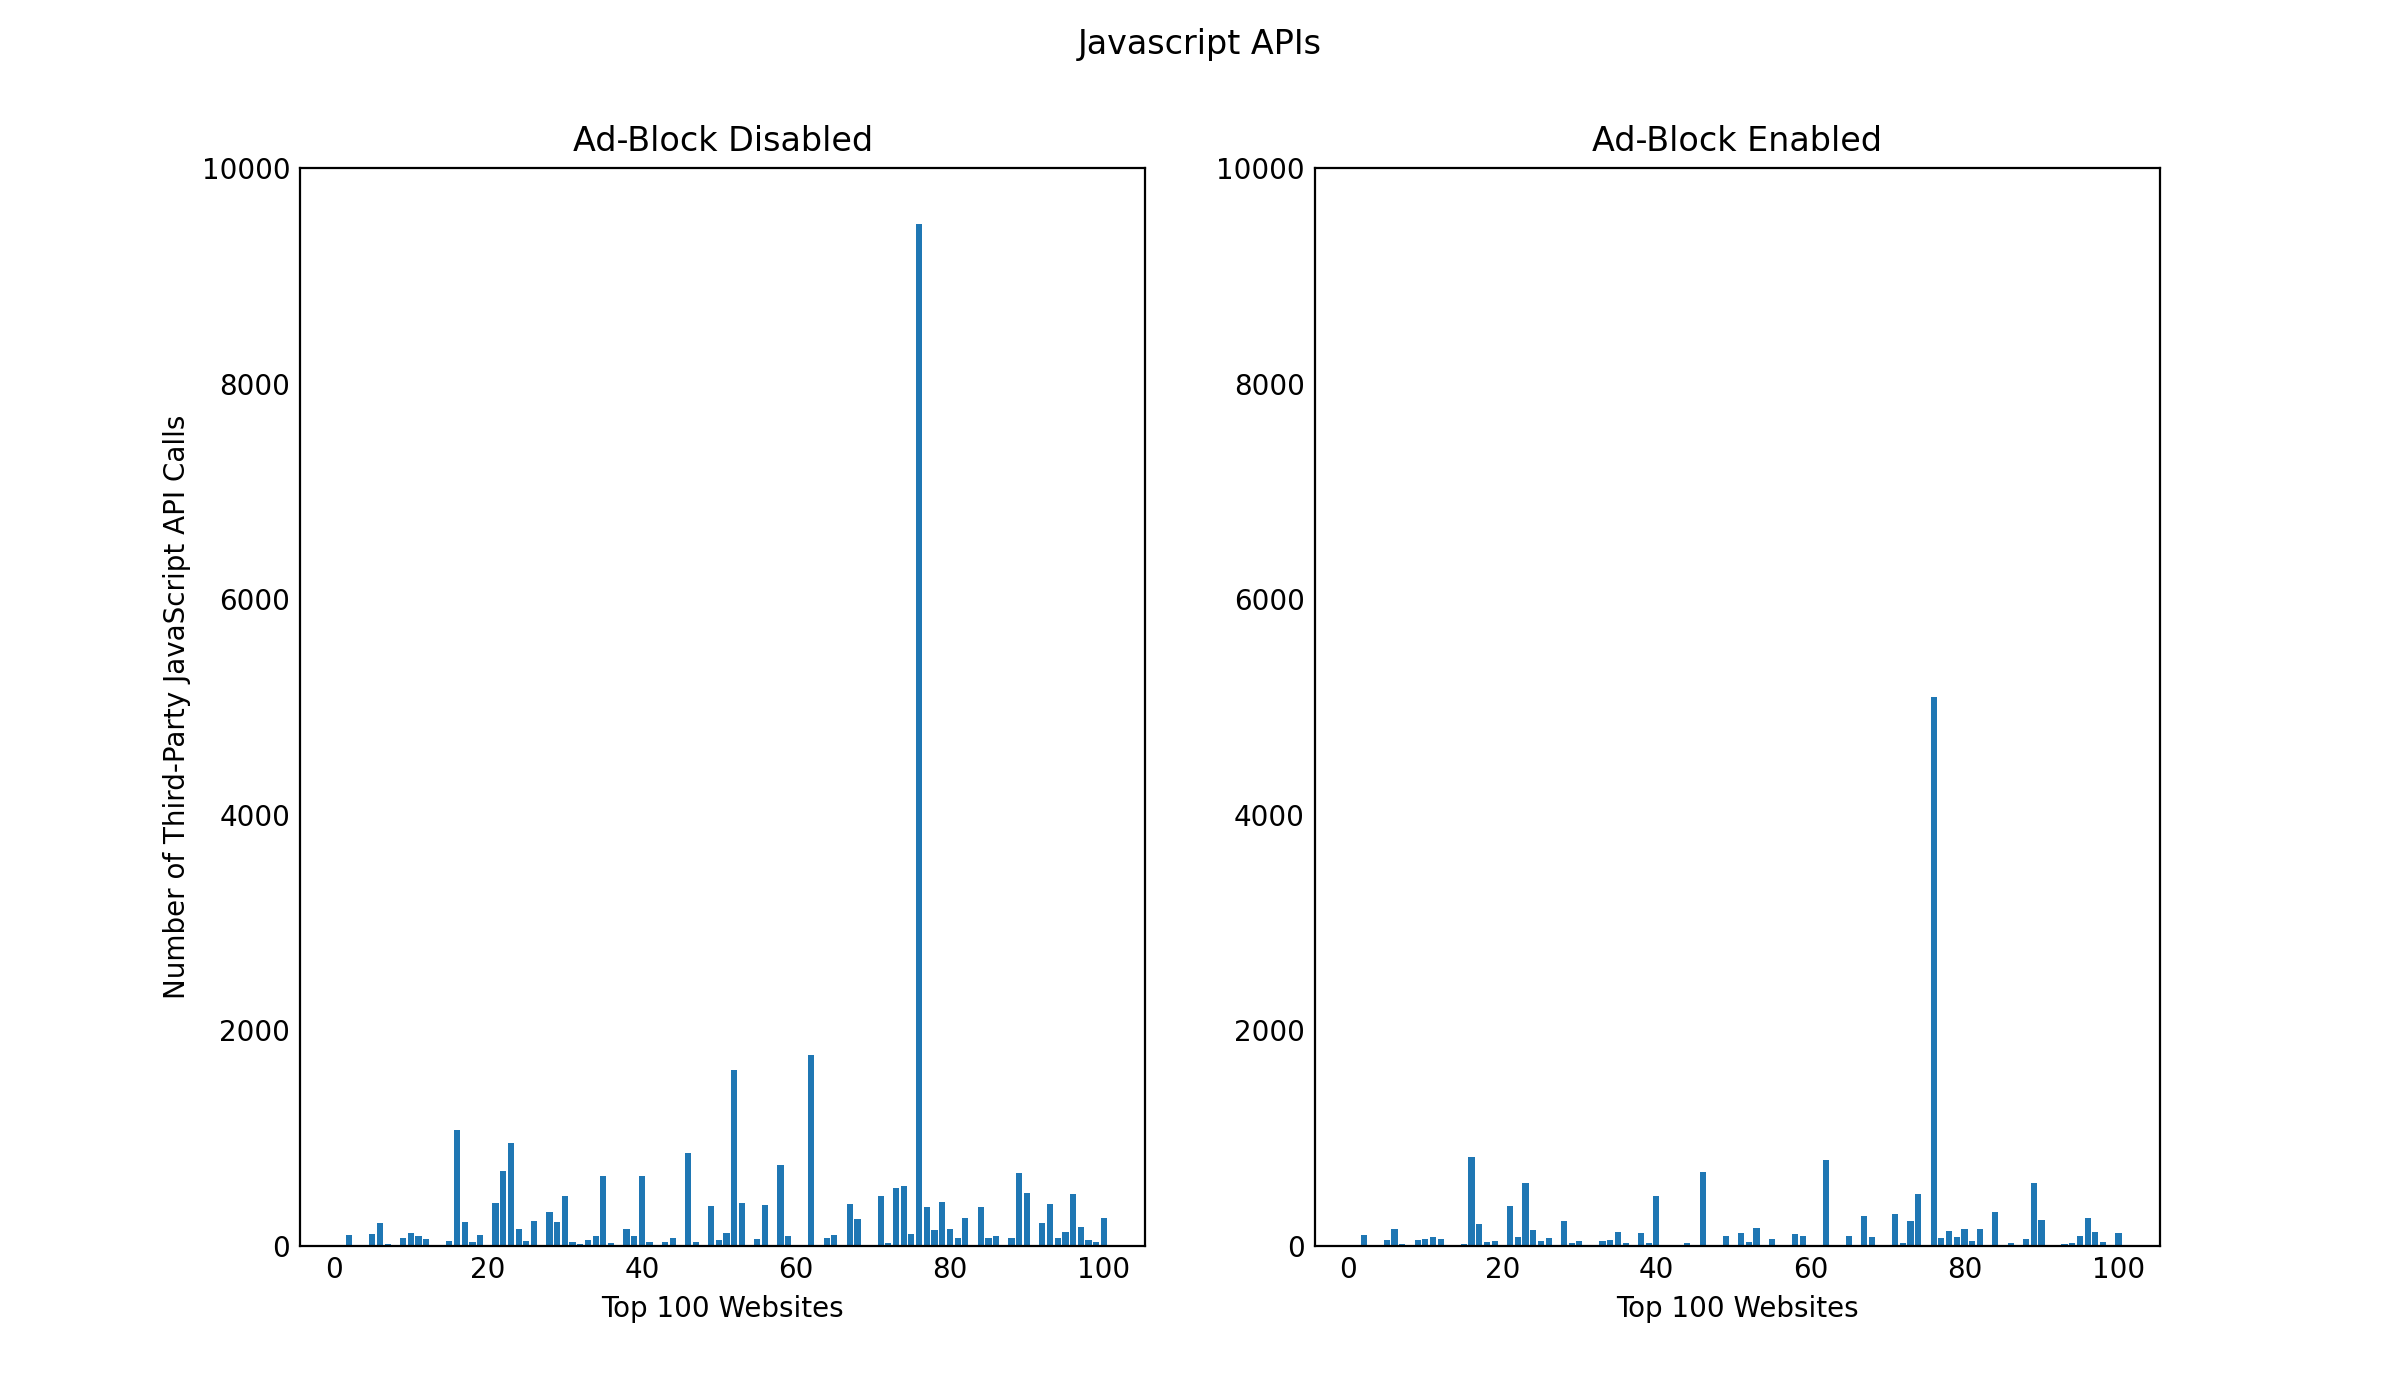 Javascript APIs
Ad-Block Disabled
10000
8000
6000
4000
2000
0
Number of Third-Party JavaScript API Calls
0 20 40 60 80 100
Top 100 Websites
Ad-Block Enabled
10000
8000
6000
4000
2000
0
0 20 40 60 80 100
Top 100 Websites